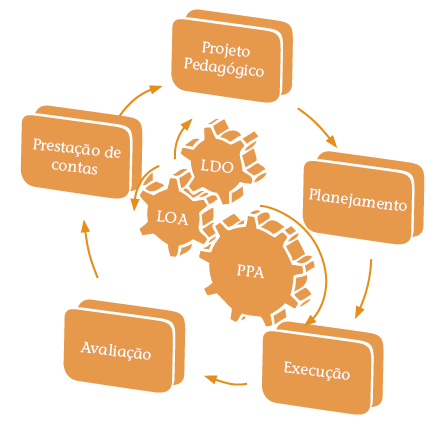 Projeto
Pedagógico
Prestação de
contas
LDO
Planejamento
LOA
PPA
Avaliação
Execução